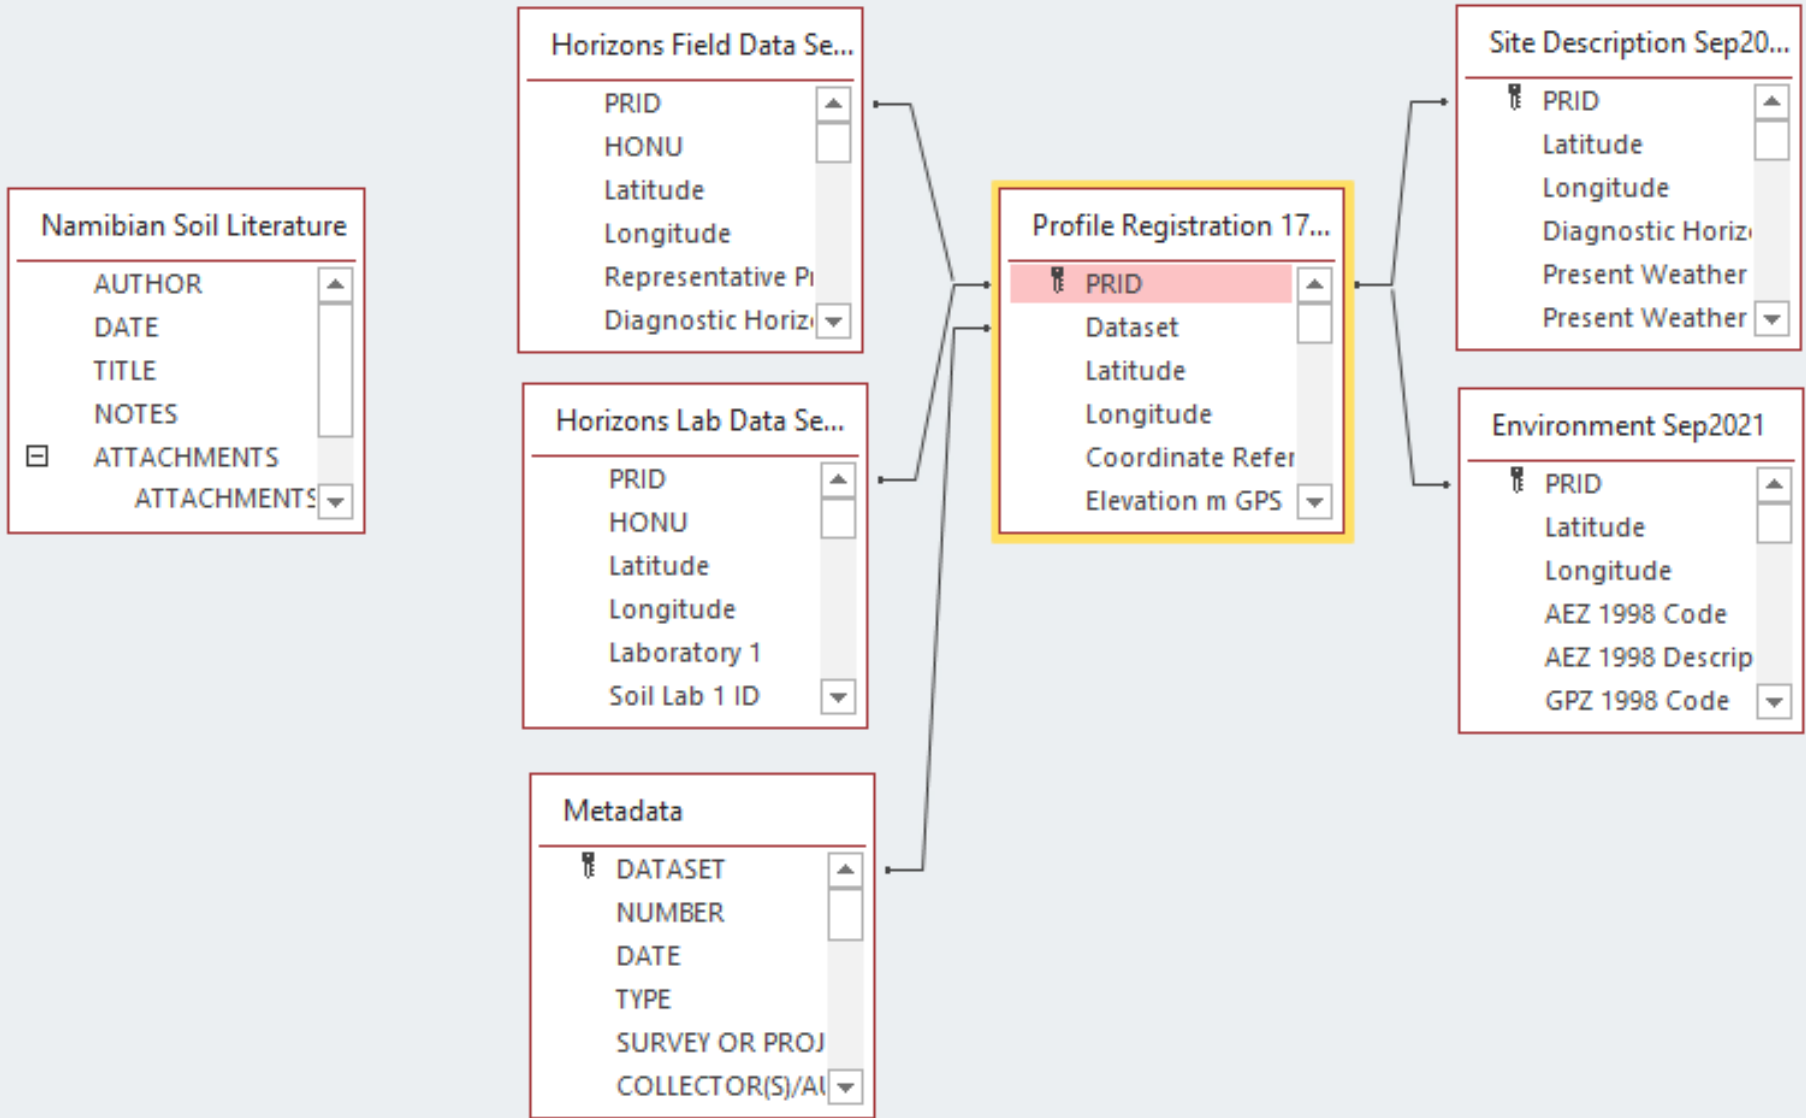 Namibian Soil Literature
AUTHOR
DATE
TITLE
NOTES
ATTACHMENTS
ATTACHMENTS
Horizons Field Data Se...
PRID
HONU
Latitude
Longitude
Representative Pr
Diagnostic Horizo
Horizons Lab Data Se...
PRID
HONU
Latitude
Longitude
Laboratory 1
Soil Lab 1 ID
Metadata
DATASET
NUMBER
DATE
TYPE
SURVEY OR PROJ
COLLECTOR(S)/AU
Profile Registration 17...
PRID
Dataset
Latitude
Longitude
Coordinate Refer
Elevation m GPS
Site Description Sep20...
PRID
Latitude
Longitude
Diagnostic Horizo
Present Weather
Present Weather
Environment Sep2021
PRID
Latitude
Longitude
AEZ 1998 Code
AEZ 1998 Descrip
GPZ 1998 Code